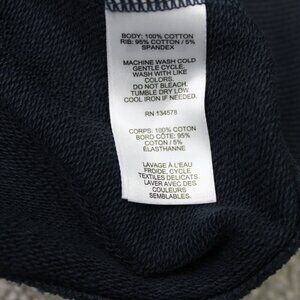 BODY: 100% COTTON
RIB: 95% COTTON / 5%
SPANDEX
MACHINE WASH COLD
GENTLE CYCLE.
WASH WITH LIKE
COLORS.
DO NOT BLEACH.
TUMBLE DRY LOW.
COOL IRON IF NEEDED.
RN 134578
CORPS: 100% COTON
BORD CÔTE: 95%
COTON / 5%
ÉLASTHANNE
LAVAGE À L'EAU
FROIDE, CYCLE
TEXTILES DELICATS.
LAVER AVEC DES
COULEURS
SEMBLABLES.